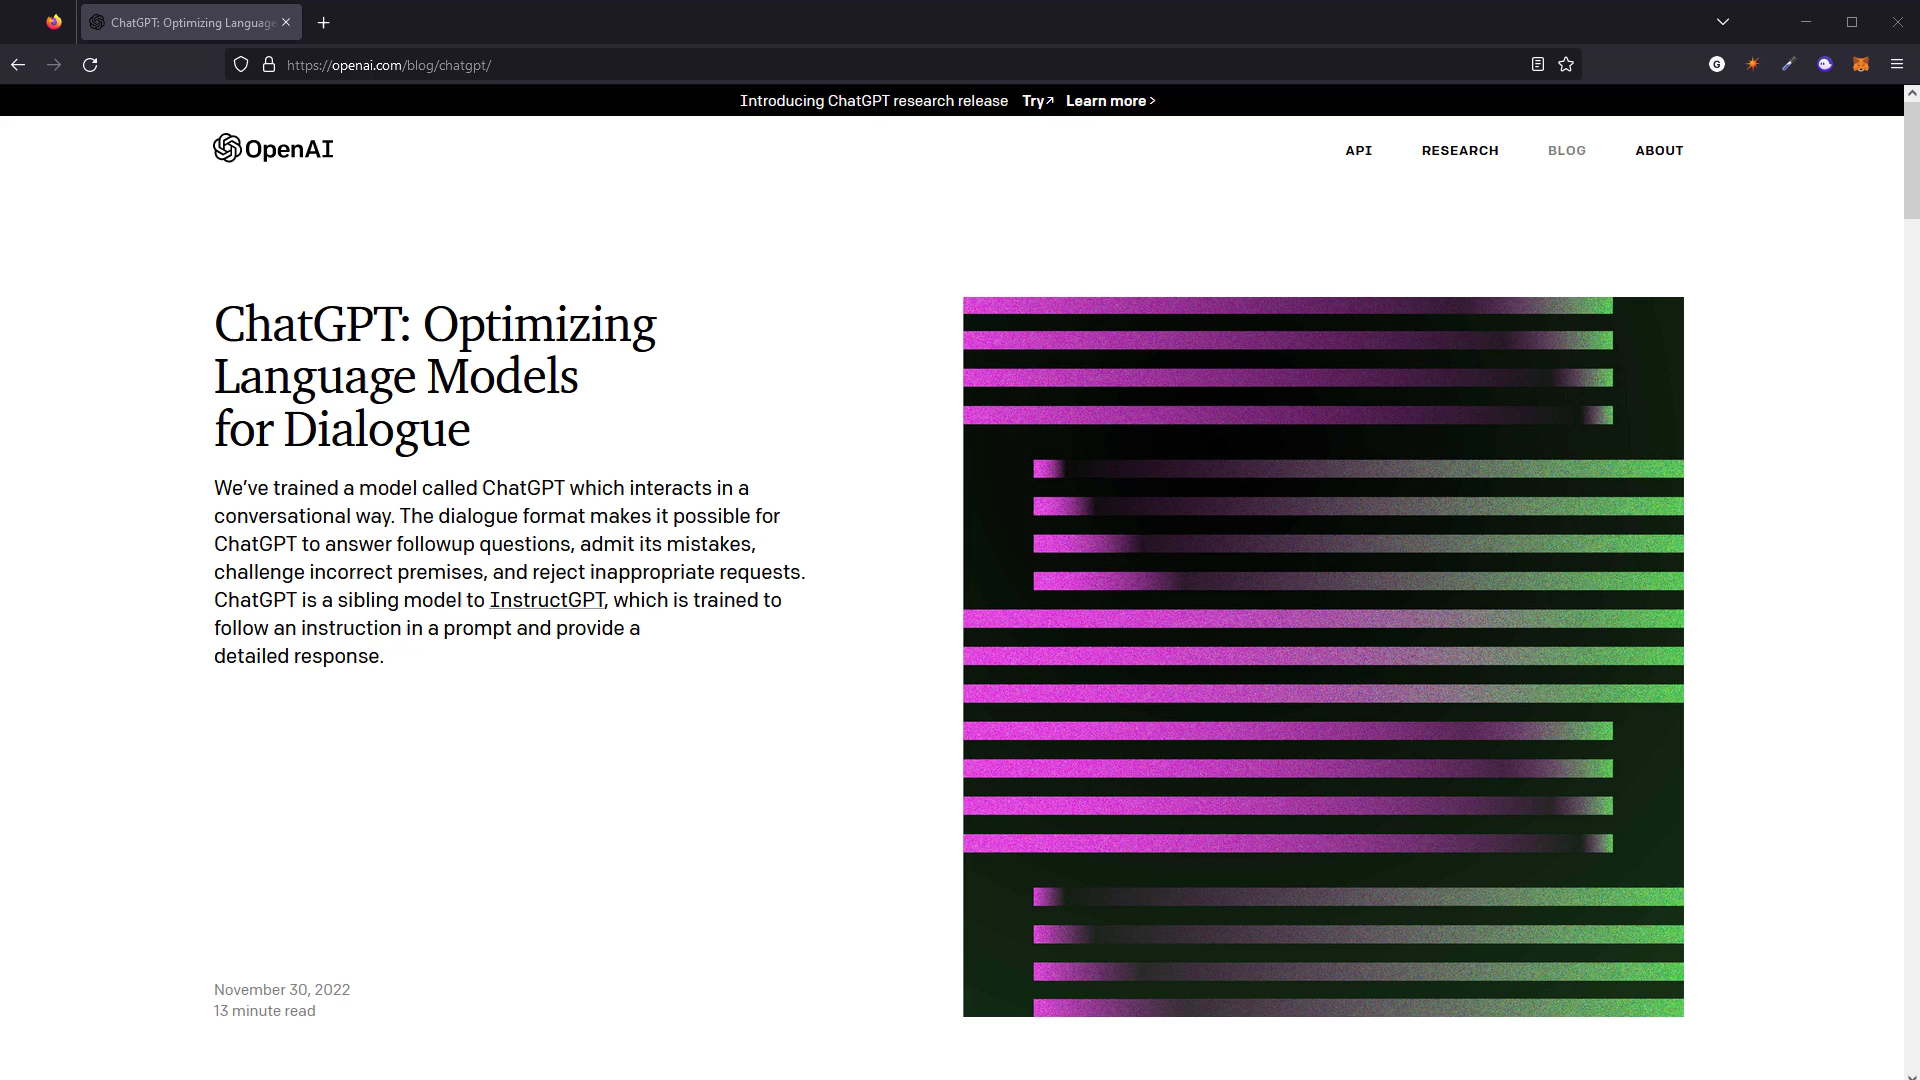 ChatGPT: Optimizing Language
https://openai.com/blog/chatgpt/
G
Introducing ChatGPT research release Try↗ Learn more >
OpenAI
API RESEARCH BLOG ABOUT
ChatGPT: Optimizing
Language Models
for Dialogue
We’ve trained a model called ChatGPT which interacts in a
conversational way. The dialogue format makes it possible for
ChatGPT to answer followup questions, admit its mistakes,
challenge incorrect premises, and reject inappropriate requests.
ChatGPT is a sibling model to InstructGPT, which is trained to
follow an instruction in a prompt and provide a
detailed response.
November 30, 2022
13 minute read